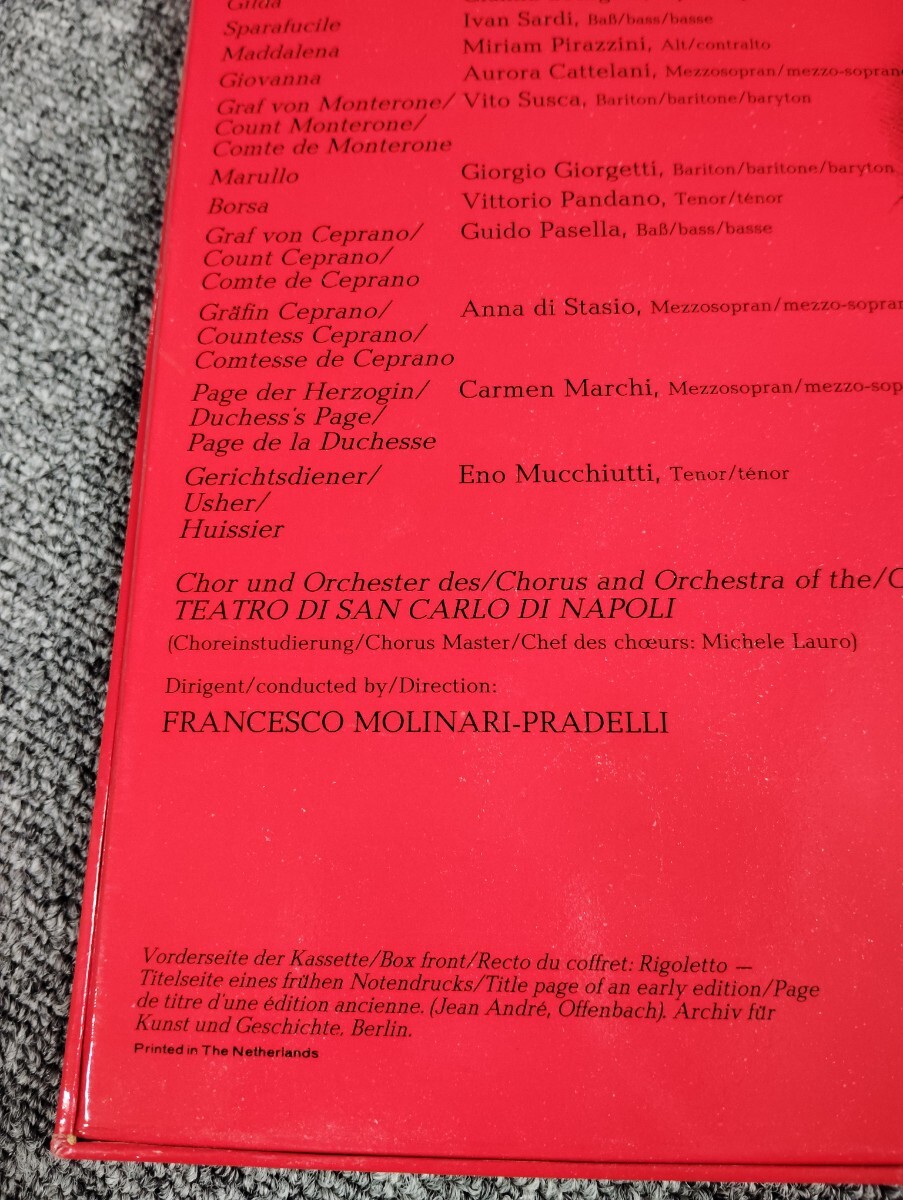 Gilda
Sparafucile Ivan Sardi, Baß/bass/basse
Maddalena Miriam Pirazzini, Alt/contralto
Giovanna Aurora Cattelani, Mezzosopran/mezzo-soprano
Graf von Monterone/ Vito Susca, Bariton/baritone/baryton
Count Monterone/
Comte de Monterone
Marullo Giorgio Giorgetti, Bariton/baritone/baryton
Borsa Vittorio Pandano, Tenor/ténor
Graf von Ceprano/ Guido Pasella, Baß/bass/basse
Count Ceprano/
Comte de Ceprano
Gräfin Ceprano/ Anna di Stasio, Mezzosopran/mezzo-sopran
Countess Ceprano/
Comtesse de Ceprano
Page der Herzogin/ Carmen Marchi, Mezzosopran/mezzo-sop
Duchess's Page/
Page de la Duchesse
Gerichtsdiener/ Eno Mucchiutti, Tenor/ténor
Usher/
Huissier
Chor und Orchester des/Chorus and Orchestra of the/C
TEATRO DI SAN CARLO DI NAPOLI
(Choreinstudierung/Chorus Master/Chef des chœurs: Michele Lauro)
Dirigent/conducted by/Direction:
FRANCESCO MOLINARI-PRADELLI
Vorderseite der Kassette/Box front/Recto du coffret: Rigoletto —
Titelseite eines frühen Notendrucks/Title page of an early edition/Page
de titre d'une édition ancienne. (Jean André, Offenbach). Archiv für
Kunst und Geschichte, Berlin.
Printed in The Netherlands